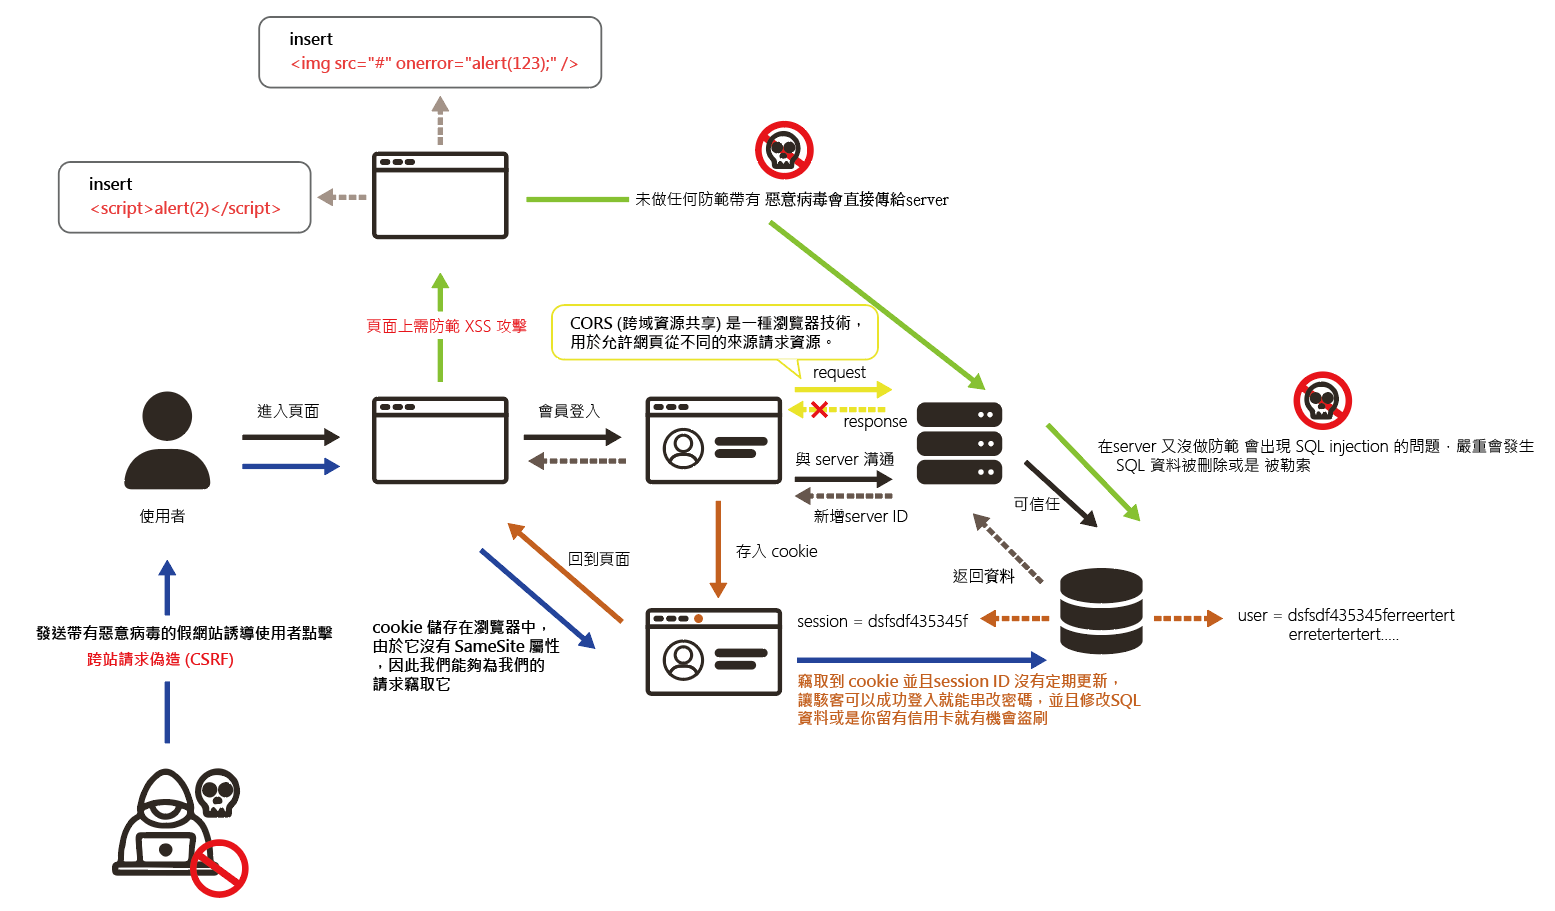 insert
<img src="#" onerror="alert(123);" />
insert
<script>alert(2)</script>
未做任何防範帶有 惡意病毒會直接傳給server
頁面上需防範 XSS 攻擊
CORS (跨域資源共享) 是一種瀏覽器技術，
用於允許網頁從不同的來源請求資源。
request
response
進入頁面
會員登入
與 server 溝通
新增server ID
使用者
在server 又沒做防範 會出現 SQL injection 的問題，嚴重會發生
SQL 資料被刪除或是 被勒索
可信任
返回資料
存入 cookie
回到頁面
發送帶有惡意病毒的假網站誘導使用者點擊
跨站請求偽造 (CSRF)
cookie 儲存在瀏覽器中，
由於它沒有 SameSite 屬性
，因此我們能夠為我們的
請求竊取它
session = dsfsdf435345f
user = dsfsdf435345ferreertert
erretertertert.....
竊取到 cookie 並且session ID 沒有定期更新，
讓駭客可以成功登入就能串改密碼，並且修改SQL
資料或是你留有信用卡就有機會盜刷